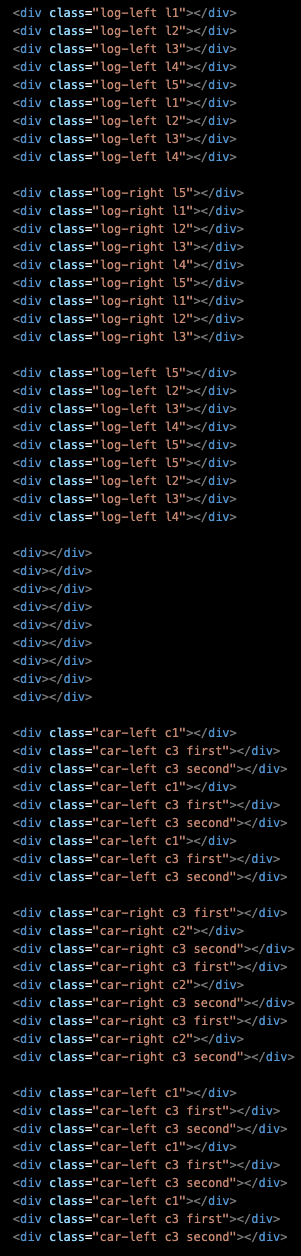 <div class="log-left l1"></div>
<div class="log-left l2"></div>
<div class="log-left l3"></div>
<div class="log-left l4"></div>
<div class="log-left l5"></div>
<div class="log-left l1"></div>
<div class="log-left l2"></div>
<div class="log-left l3"></div>
<div class="log-left l4"></div>

<div class="log-right l5"></div>
<div class="log-right l1"></div>
<div class="log-right l2"></div>
<div class="log-right l3"></div>
<div class="log-right l4"></div>
<div class="log-right l5"></div>
<div class="log-right l1"></div>
<div class="log-right l2"></div>
<div class="log-right l3"></div>

<div class="log-left l5"></div>
<div class="log-left l2"></div>
<div class="log-left l3"></div>
<div class="log-left l4"></div>
<div class="log-left l5"></div>
<div class="log-left l5"></div>
<div class="log-left l2"></div>
<div class="log-left l3"></div>
<div class="log-left l4"></div>

<div></div>
<div></div>
<div></div>
<div></div>
<div></div>
<div></div>
<div></div>
<div></div>
<div></div>

<div class="car-left c1"></div>
<div class="car-left c3 first"></div>
<div class="car-left c3 second"></div>
<div class="car-left c1"></div>
<div class="car-left c3 first"></div>
<div class="car-left c3 second"></div>
<div class="car-left c1"></div>
<div class="car-left c3 first"></div>
<div class="car-left c3 second"></div>

<div class="car-right c3 first"></div>
<div class="car-right c2"></div>
<div class="car-right c3 second"></div>
<div class="car-right c3 first"></div>
<div class="car-right c2"></div>
<div class="car-right c3 second"></div>
<div class="car-right c3 first"></div>
<div class="car-right c2"></div>
<div class="car-right c3 second"></div>

<div class="car-left c1"></div>
<div class="car-left c3 first"></div>
<div class="car-left c3 second"></div>
<div class="car-left c1"></div>
<div class="car-left c3 first"></div>
<div class="car-left c3 second"></div>
<div class="car-left c1"></div>
<div class="car-left c3 first"></div>
<div class="car-left c3 second"></div>